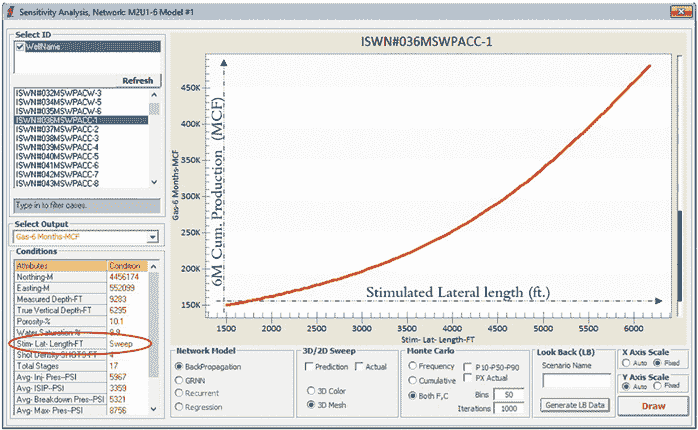 Sensitivity Analysis, Network: M2U1-6 Model #1
Select ID
WellName
Refresh
ISWN#032MSWPACW-3
ISWN#034MSWPACW-5
ISWN#035MSWPACW-6
ISWN#036MSWPACC-1
ISWN#037MSWPACC-2
ISWN#038MSWPACC-3
ISWN#039MSWPACC-4
ISWN#040MSWPACC-5
ISWN#041MSWPACC-6
ISWN#042MSWPACC-7
ISWN#043MSWPACC-8
Type in to filter cases.
Select Output
Gas-6 Months-MCF
Conditions
Attributes Condition
Northing-M 4456174
Easting-M 552099
Measured Depth-FT 9283
True Vertical Depth-FT 6295
Porosity-% 10.1
Water Saturation-% 9.9
Stim- Lat- Length-FT Sweep
Shot Density-SHOTS-FT 4
Total Stages 17
Avg- Inj- Pres--PSI 5967
Avg- ISIP--PSI 3359
Avg- Breakdown Pres--PSI 5321
Avg- Max- Pres--PSI 8756
ISWN#036MSWPACC-1
Gas-6 Months-MCF
6M Cum. Production (MCF)
450K
400K
350K
300K
250K
200K
150K
Stimulated Lateral length (ft.)
1500 2000 2500 3000 3500 4000 4500 5000 5500 6000
Stim- Lat- Length-FT
Network Model
BackPropagation
GRNN
Recurrent
Regression
3D/2D Sweep
Prediction Actual
3D Color
3D Mesh
Monte Carlo
Frequency P10-P50-P90
Cumulative PX Actual
Both F,C Bins 50
Iterations 1000
Look Back (LB)
Scenario Name
Generate LB Data
X Axis Scale
Auto Fixed
Y Axis Scale
Auto Fixed
Draw